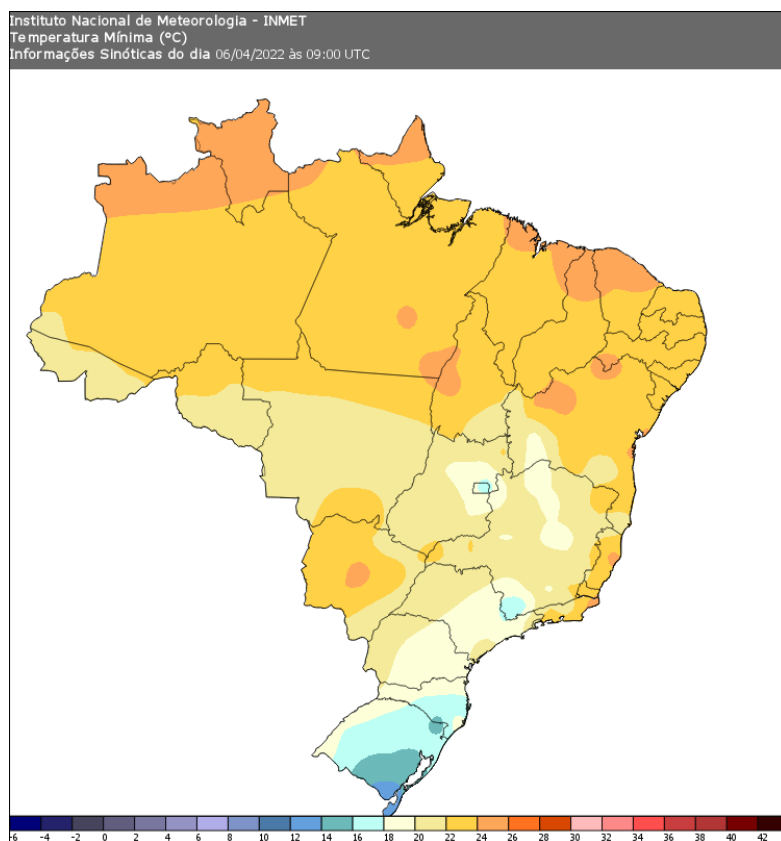 Instituto Nacional de Meteorologia - INMET
Temperatura Mínima (°C)
Informações Sinóticas do dia 06/04/2022 às 09:00 UTC
-6 -4 -2 0 2 4 6 8 10 12 14 16 18 20 22 24 26 28 30 32 34 36 38 40 42